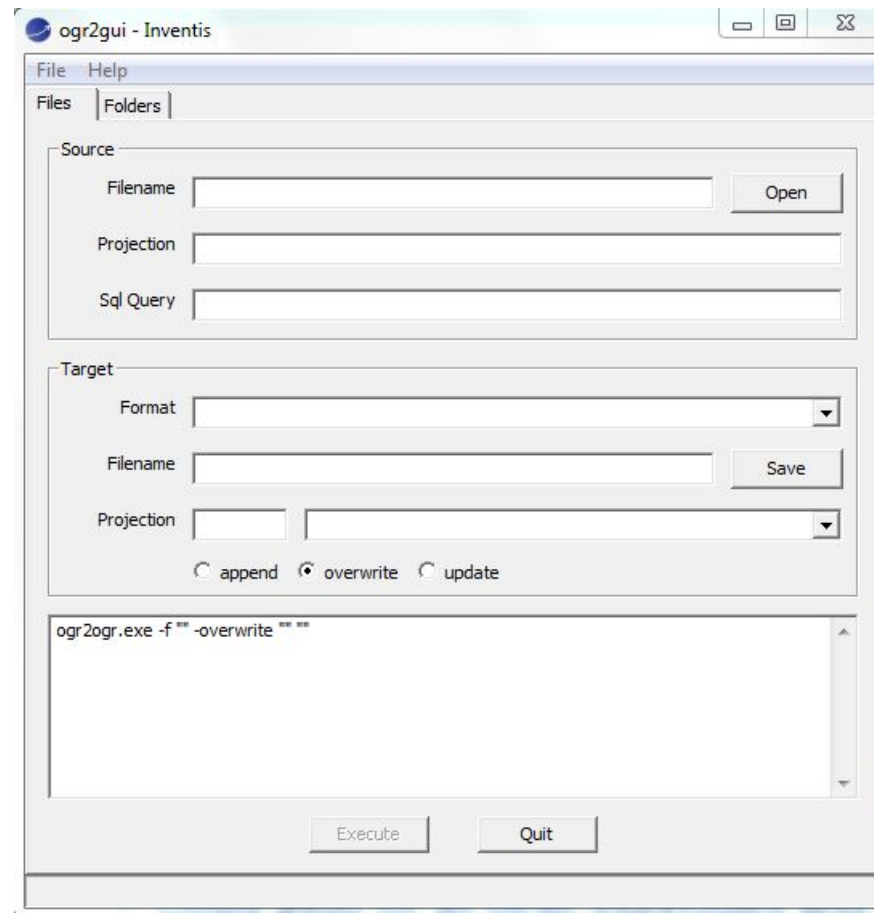 ogr2gui - Inventis
File Help
Files Folders
Source
Filename Open
Projection
Sql Query
Target
Format
Filename Save
Projection
append overwrite update
ogr2ogr.exe -f "" -overwrite "" ""
Execute Quit